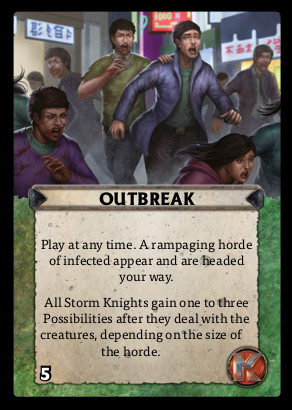 OUTBREAK
Play at any time. A rampaging horde
of infected appear and are headed
your way.
All Storm Knights gain one to three
Possibilities after they deal with the
creatures, depending on the size of
the horde.
5